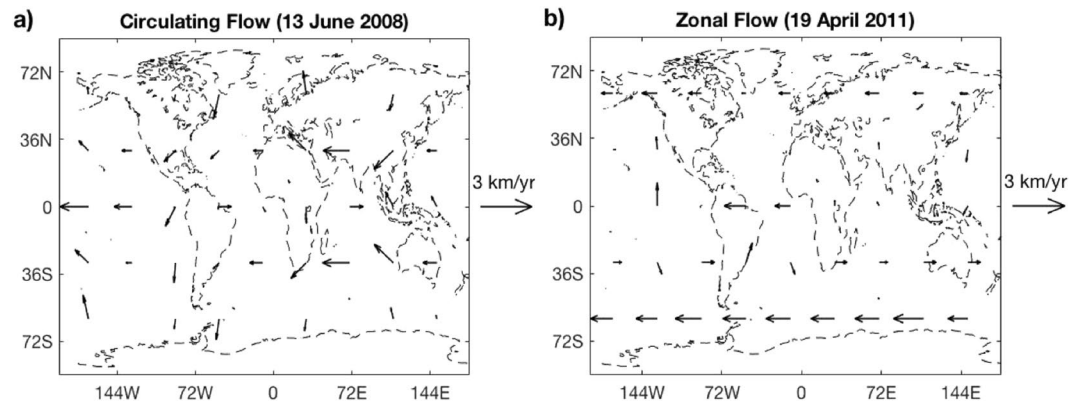 a) Circulating Flow (13 June 2008)
72N
36N
0
36S
72S
144W 72W 0 72E 144E
3 km/yr
b) Zonal Flow (19 April 2011)
72N
36N
0
36S
72S
144W 72W 0 72E 144E
3 km/yr